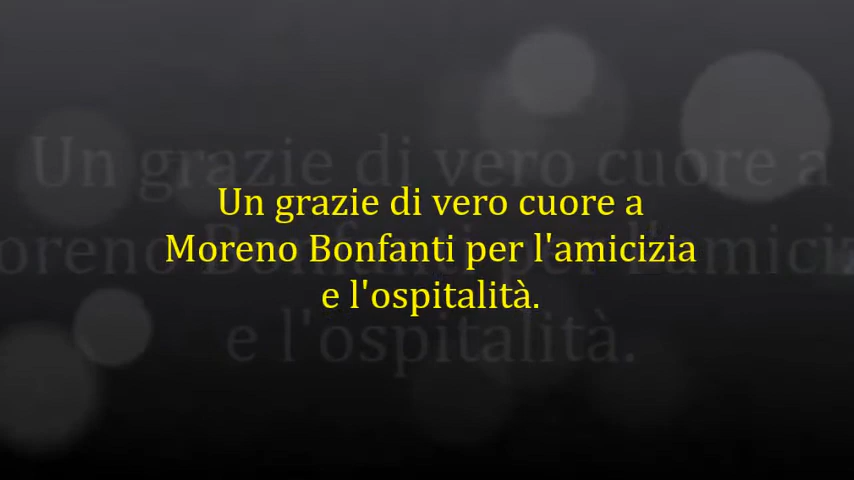 Un grazie di vero cuore a
Moreno Bonfanti per l'amicizia
e l'ospitalità.